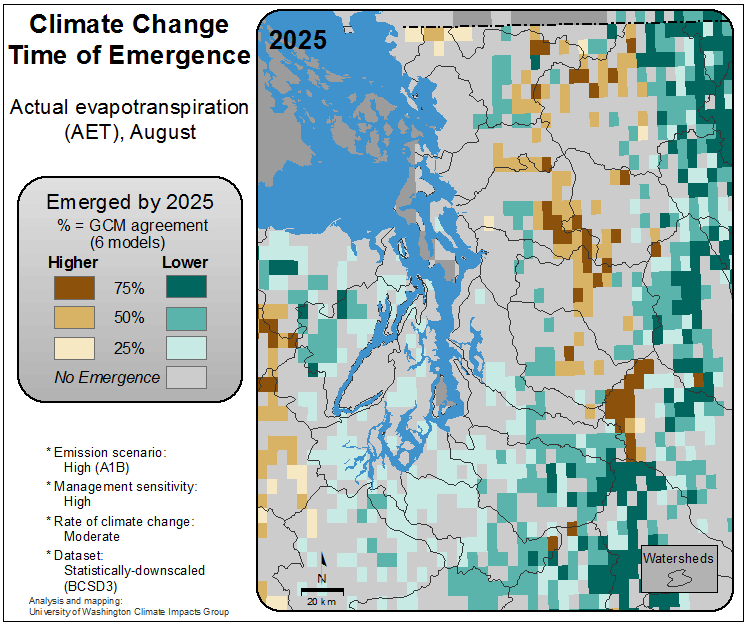 Climate Change
Time of Emergence
Actual evapotranspiration
(AET), August
2025
Emerged by 2025
% = GCM agreement
(6 models)
Higher Lower
75%
50%
25%
No Emergence
* Emission scenario:
High (A1B)
* Management sensitivity:
High
* Rate of climate change:
Moderate
* Dataset:
Statistically-downscaled
(BCSD3)
Analysis and mapping:
University of Washington Climate Impacts Group
N
20 km
Watersheds